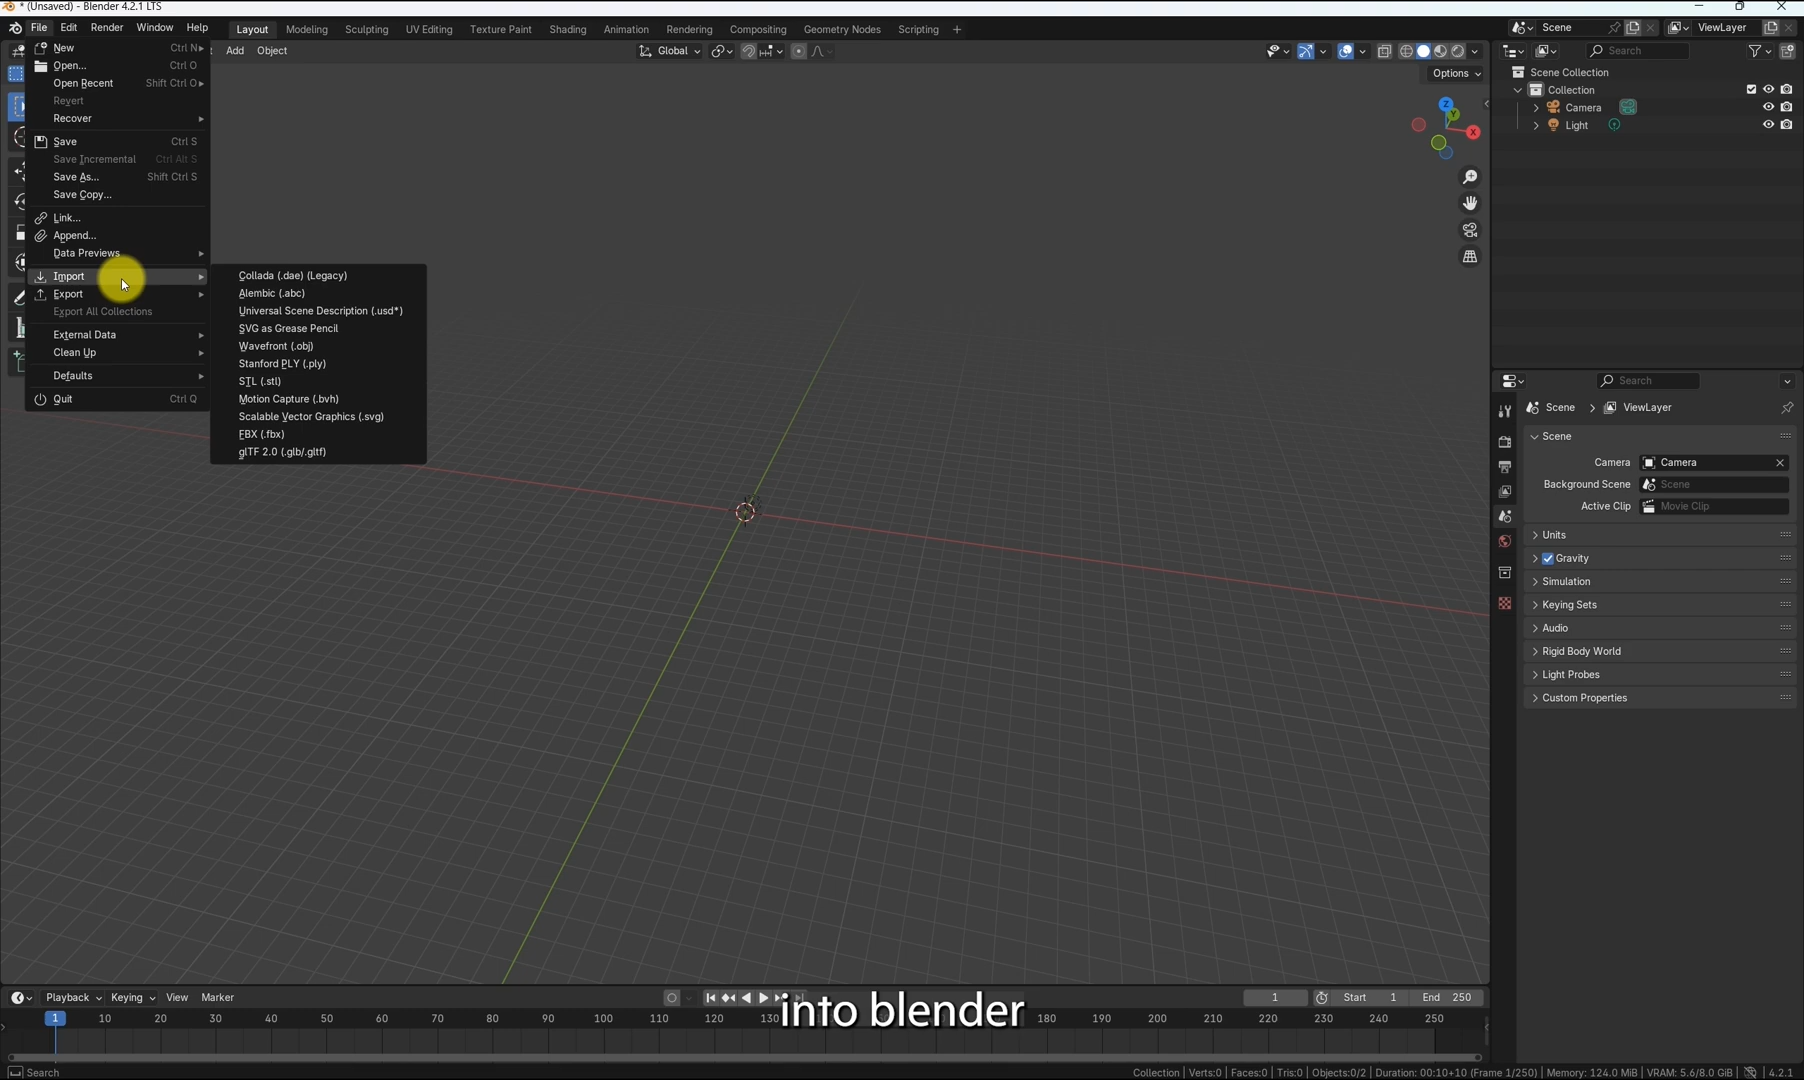 * (Unsaved) - Blender 4.2.1 LTS
File Edit Render Window Help Layout Modeling Sculpting UV Editing Texture Paint Shading Animation Rendering Compositing Geometry Nodes Scripting + Scene ViewLayer
Add Object Global Search
Options
New Ctrl N
Open... Ctrl O
Open Recent Shift Ctrl O
Revert
Recover
Save Ctrl S
Save Incremental Ctrl Alt S
Save As... Shift Ctrl S
Save Copy...
Link...
Append...
Data Previews
Import
Export
Export All Collections
External Data
Clean Up
Defaults
Quit Ctrl Q
Collada (.dae) (Legacy)
Alembic (.abc)
Universal Scene Description (.usd*)
SVG as Grease Pencil
Wavefront (.obj)
Stanford PLY (.ply)
STL (.stl)
Motion Capture (.bvh)
Scalable Vector Graphics (.svg)
FBX (.fbx)
glTF 2.0 (.glb/.gltf)
Z
Y
X
Scene Collection
Collection
Camera
Light
Search
Scene ViewLayer
Scene
Camera Camera
Background Scene Scene
Active Clip Movie Clip
Units
Gravity
Simulation
Keying Sets
Audio
Rigid Body World
Light Probes
Custom Properties
Playback Keying View Marker 1 Start 1 End 250
into blender
1 10 20 30 40 50 60 70 80 90 100 110 120 130 180 190 200 210 220 230 240 250
Search Collection | Verts:0 | Faces:0 | Tris:0 | Objects:0/2 | Duration: 00:10+10 (Frame 1/250) | Memory: 124.0 MiB | VRAM: 5.6/8.0 GiB | 4.2.1